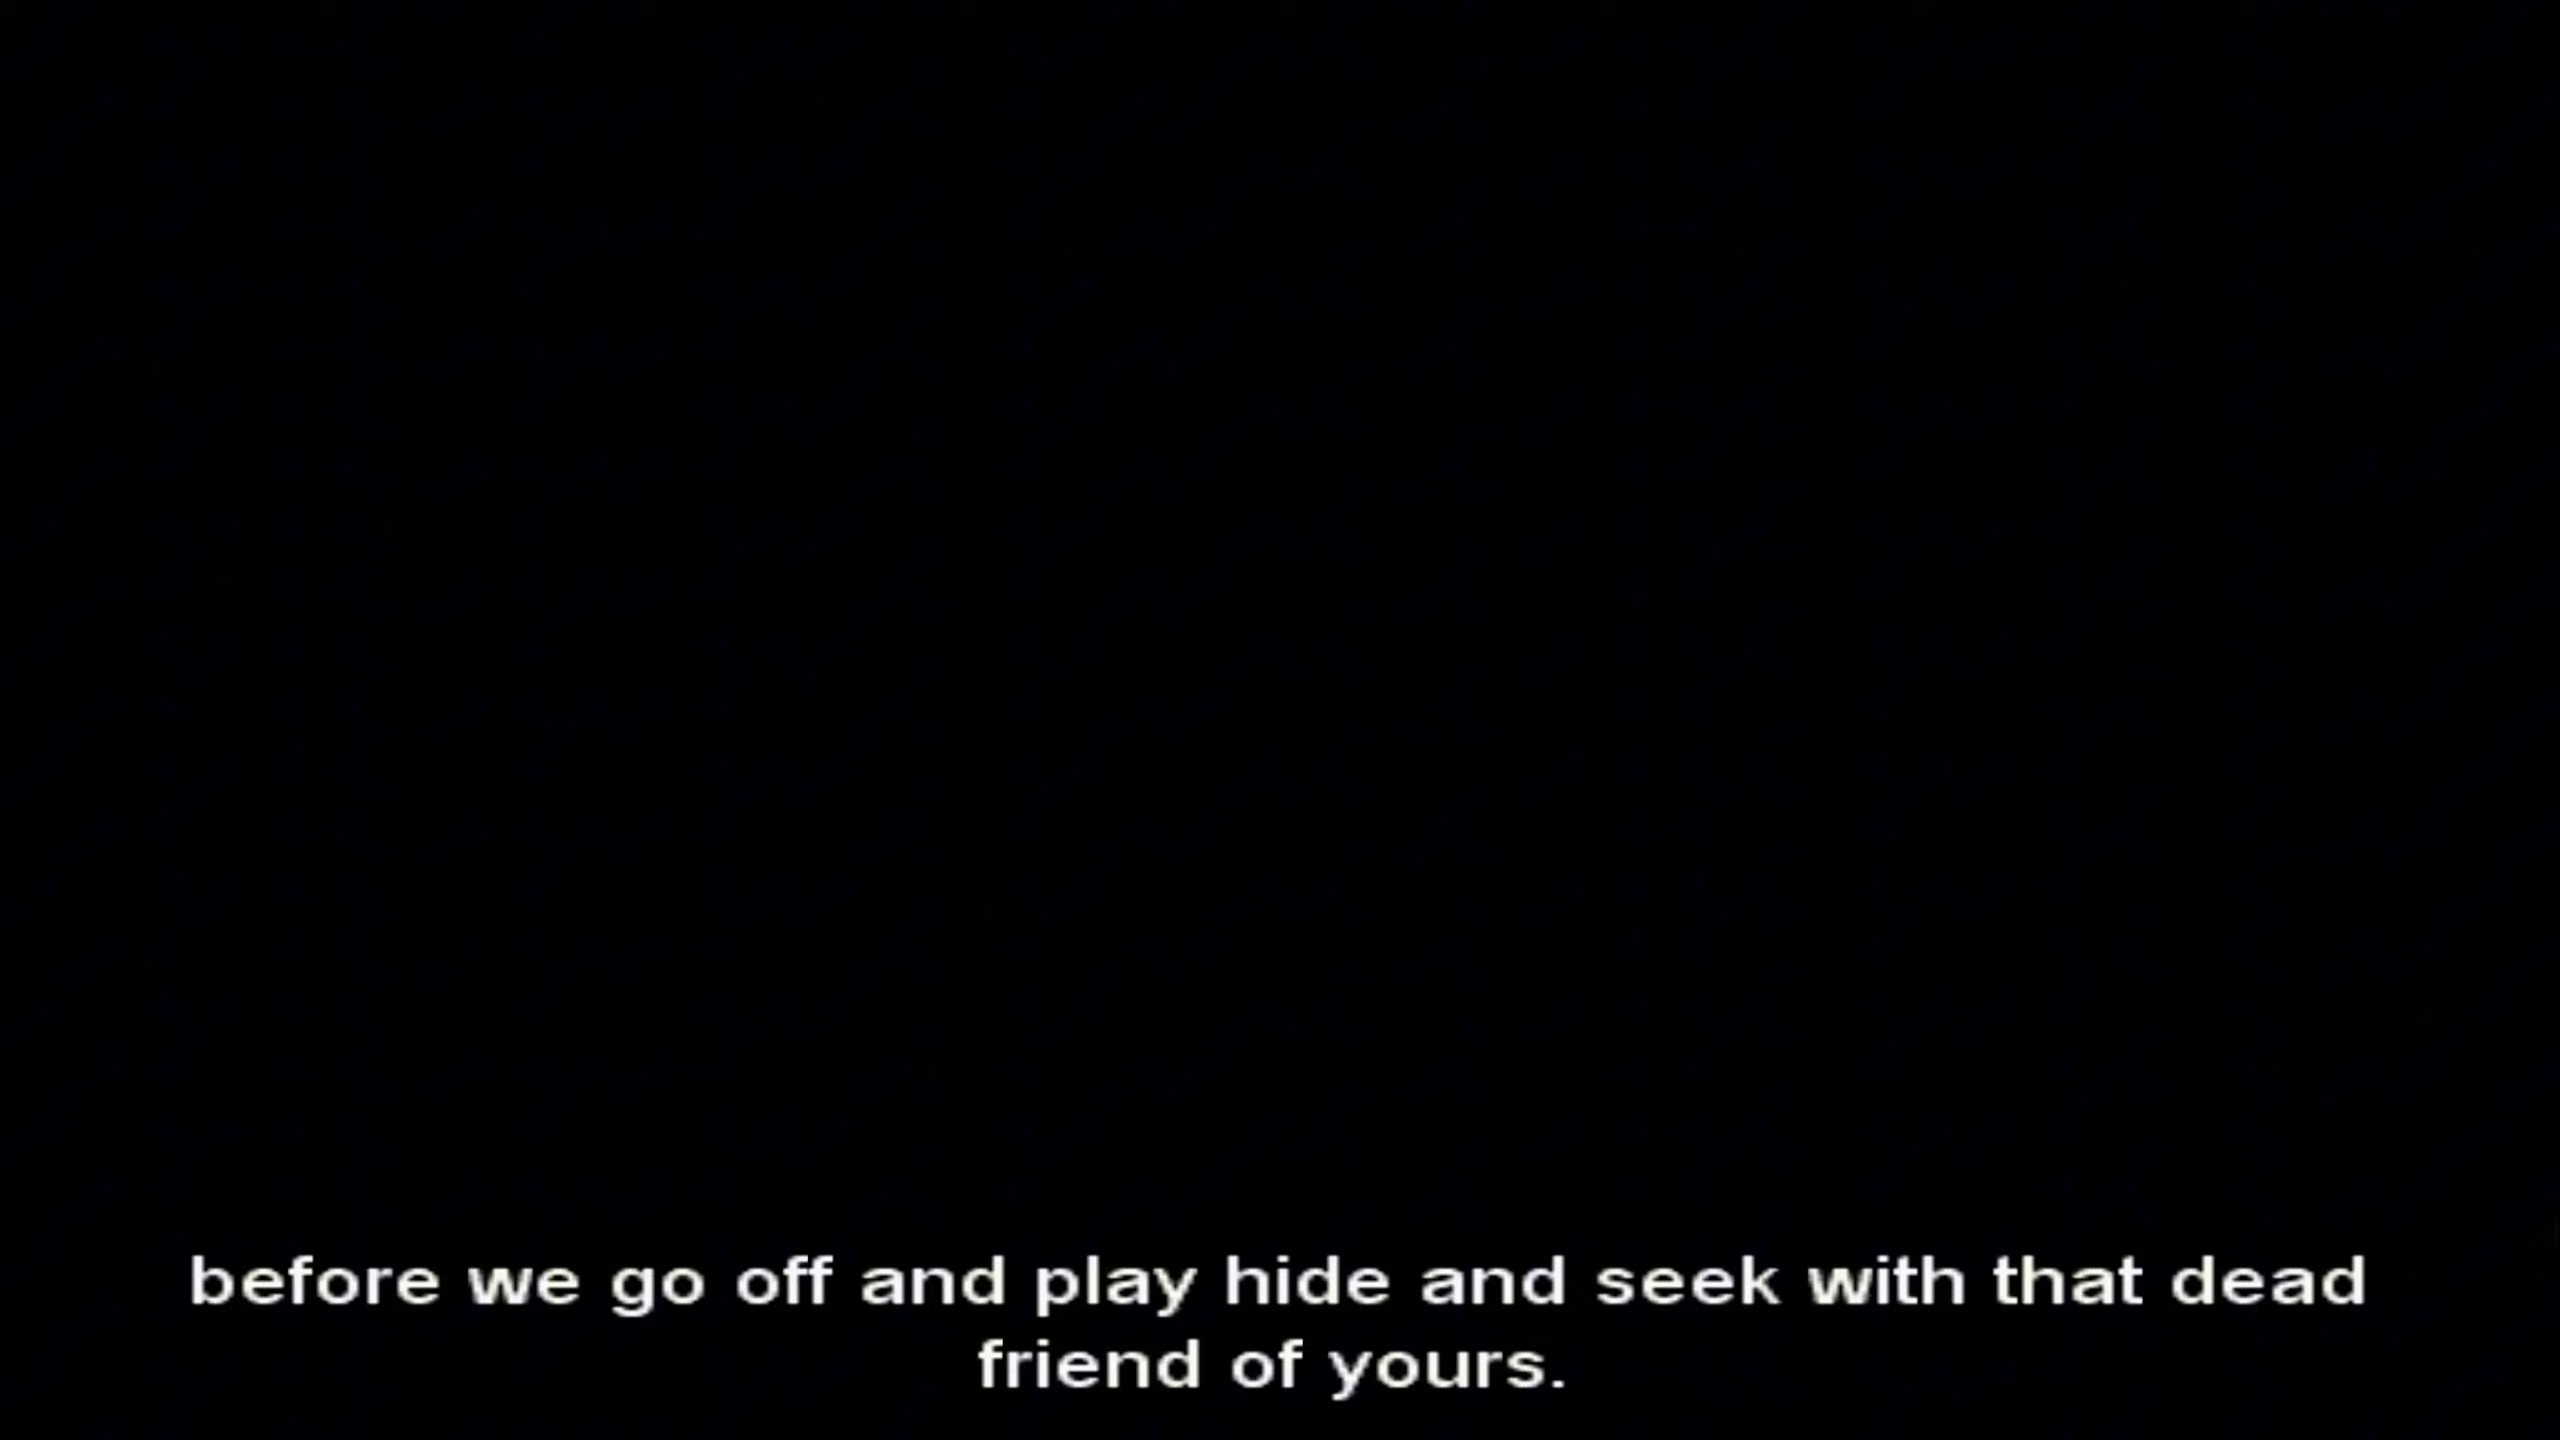 before we go off and play hide and seek with that dead
friend of yours.